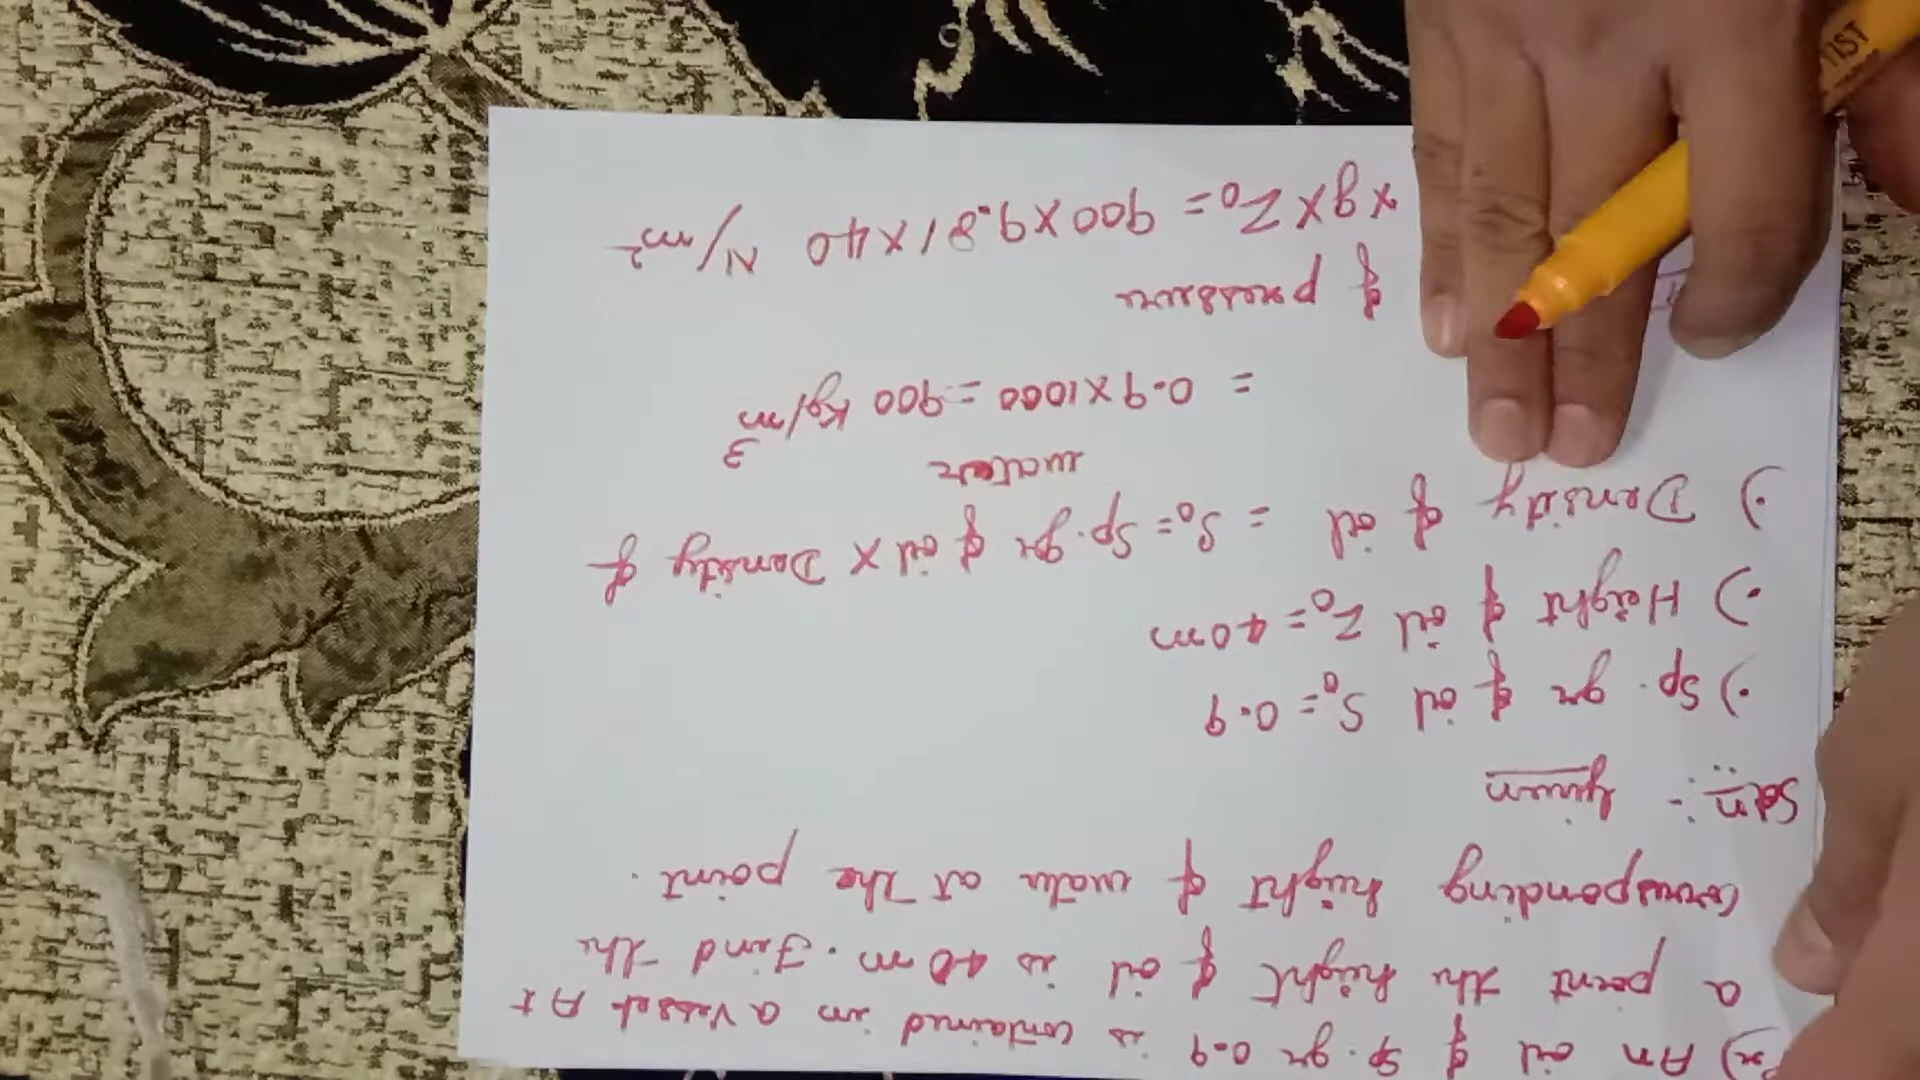 Ex) An oil of sp. gr 0.9 is contained in a vessel At
a point the height of oil is 40 m. Find the
corresponding height of water at the point.
Soln :- given
•) Sp. gr of oil S₀ = 0.9
•) Height of oil Z₀ = 40m
•) Density of oil = S₀ = Sp. gr of oil x Density of
water
= 0.9 x 1000 = 900 Kg/m³
of pressure
x g x Z₀ = 900 x 9.81 x 40 N/m²
IST